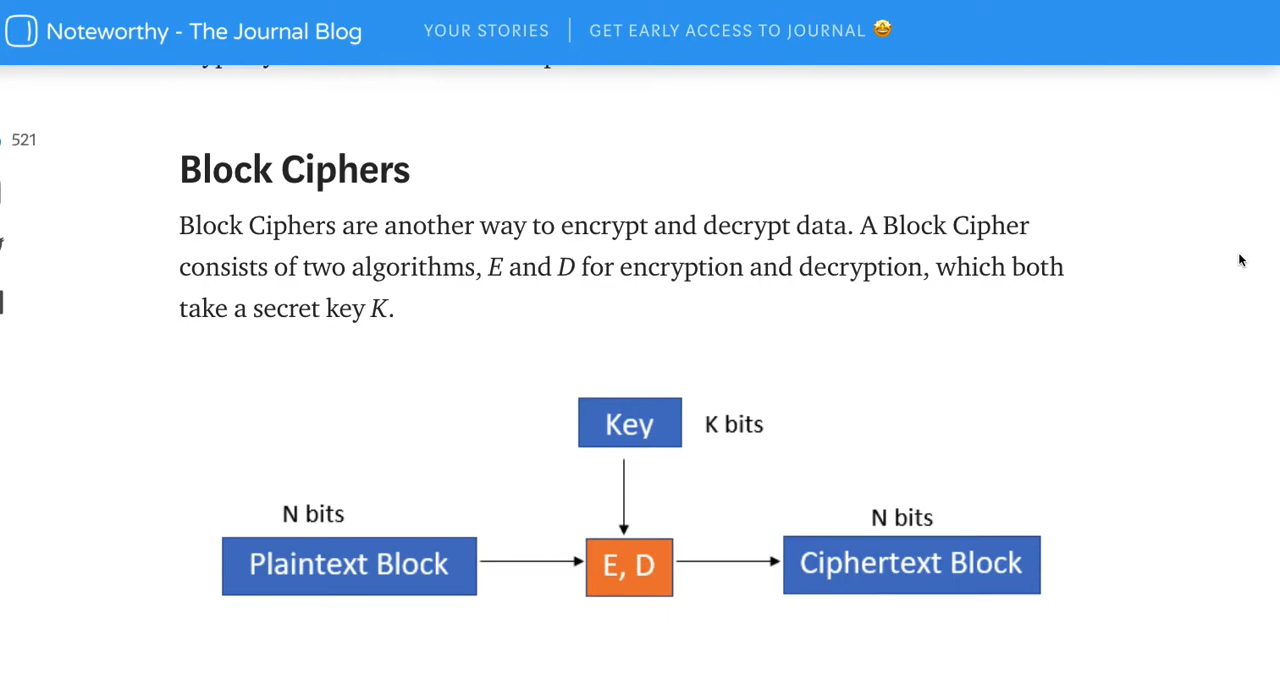 Noteworthy - The Journal Blog
YOUR STORIES
GET EARLY ACCESS TO JOURNAL 🤩
521
Block Ciphers
Block Ciphers are another way to encrypt and decrypt data. A Block Cipher
consists of two algorithms, E and D for encryption and decryption, which both
take a secret key K.
Key
K bits
N bits
N bits
Plaintext Block
E, D
Ciphertext Block